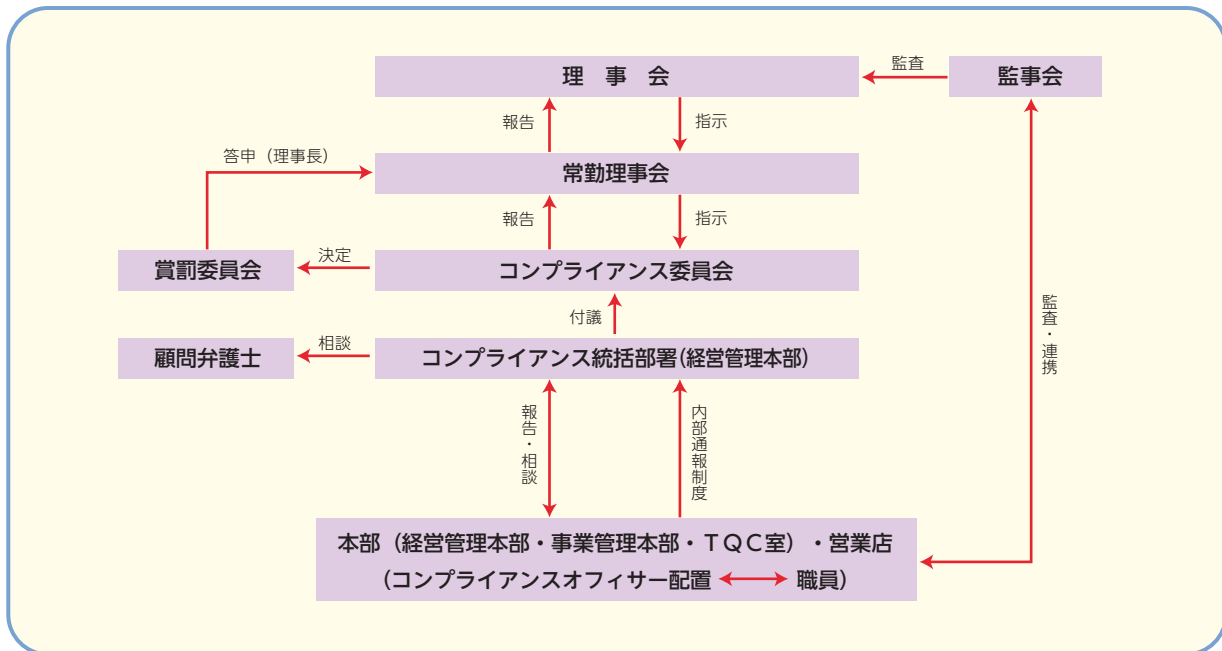 理　事　会
監査
監事会
報告
指示
答申（理事長）
常勤理事会
報告
指示
賞罰委員会
決定
コンプライアンス委員会
付議
監査・連携
顧問弁護士
相談
コンプライアンス統括部署(経営管理本部)
報告・相談
内部通報制度
本部（経営管理本部・事業管理本部・ＴＱＣ室）・営業店
（コンプライアンスオフィサー配置 ⟷ 職員）